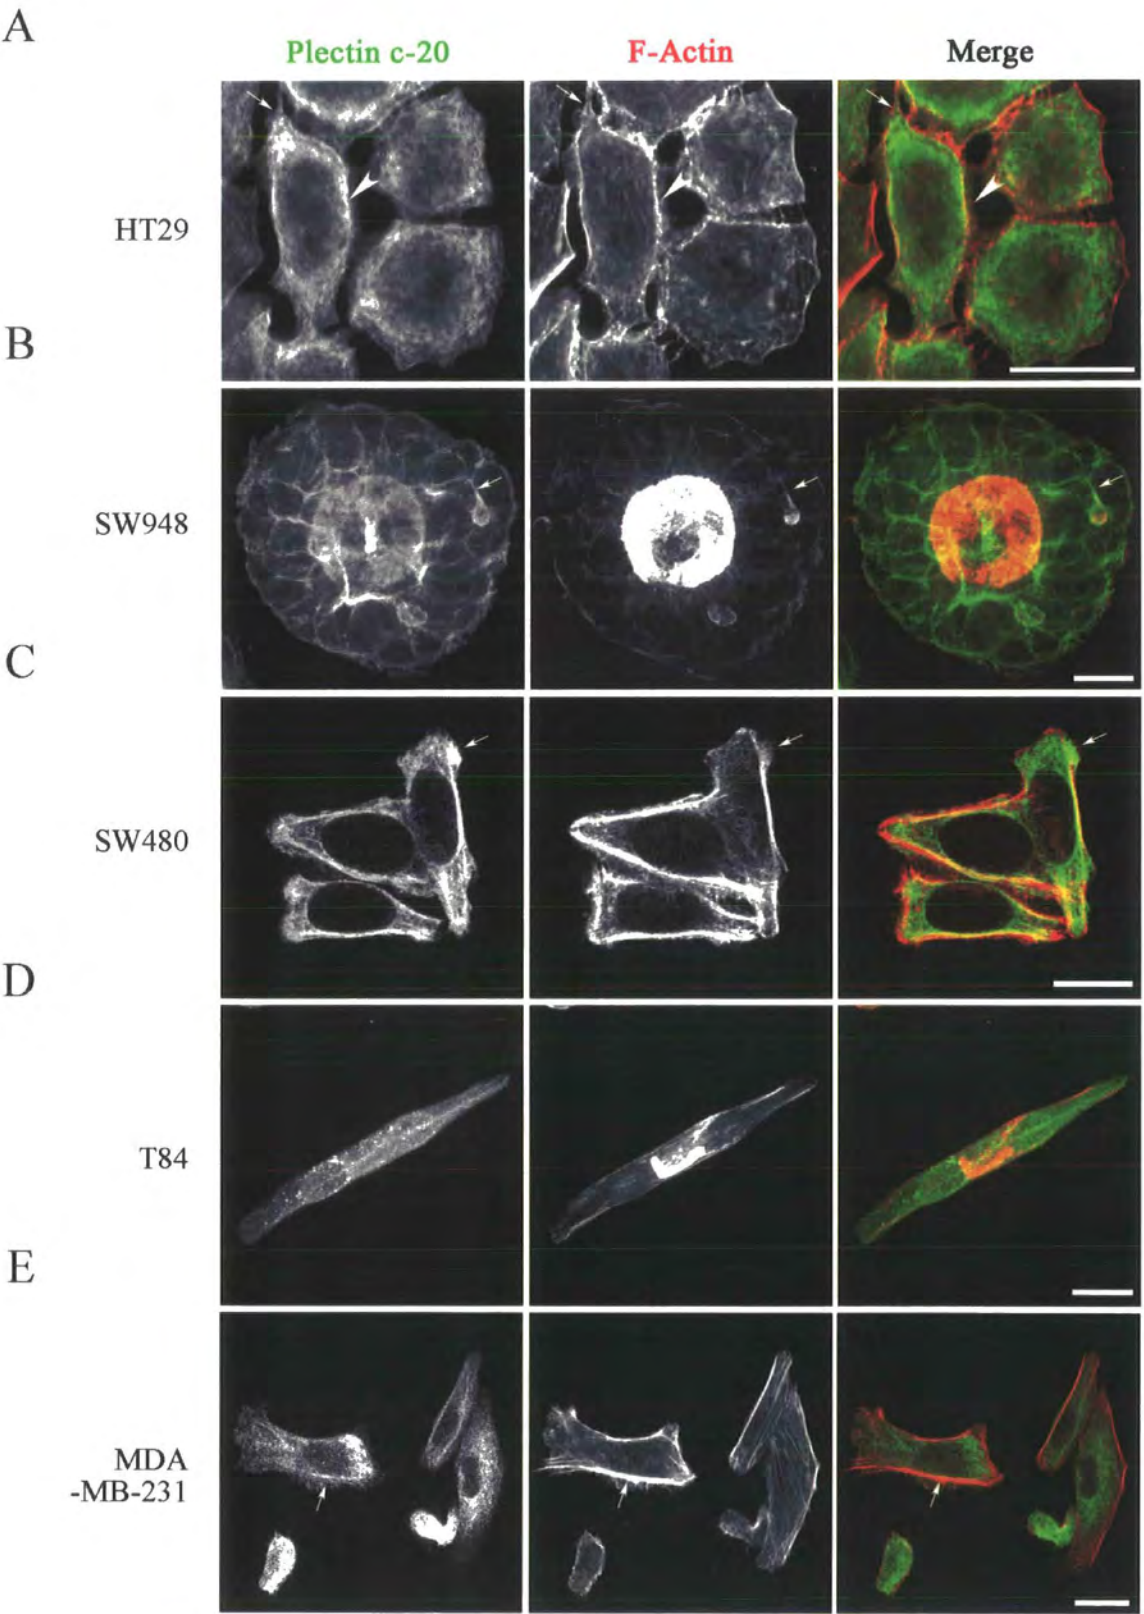 A
Plectin c-20 F-Actin Merge
HT29
B
SW948
C
SW480
D
T84
E
MDA
-MB-231